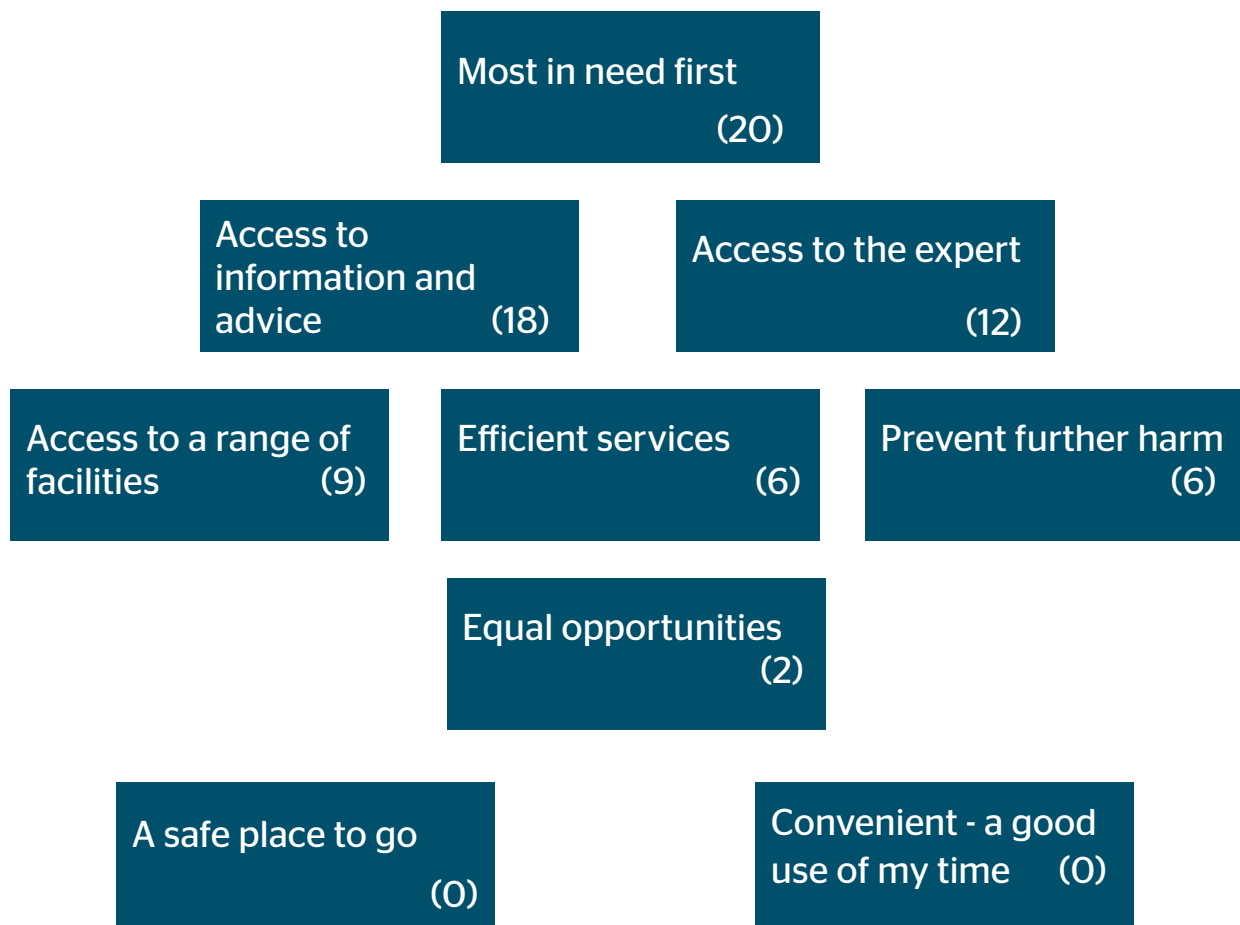 Most in need first
(20)
Access to
information and
advice (18)
Access to the expert
(12)
Access to a range of
facilities (9)
Efficient services
(6)
Prevent further harm
(6)
Equal opportunities
(2)
A safe place to go
(0)
Convenient - a good
use of my time (0)